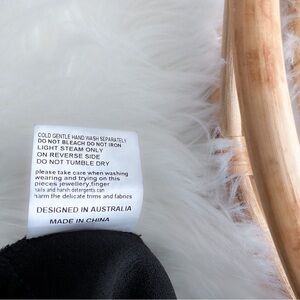 COLD GENTLE HAND WASH SEPARATELY
DO NOT BLEACH DO NOT IRON
LIGHT STEAM ONLY
ON REVERSE SIDE
DO NOT TUMBLE DRY
please take care when washing
wearing and trying on this
pieces jewellery,finger
nails and harsh detergents can
harm the delicate trims and fabrics
DESIGNED IN AUSTRALIA
MADE IN CHINA